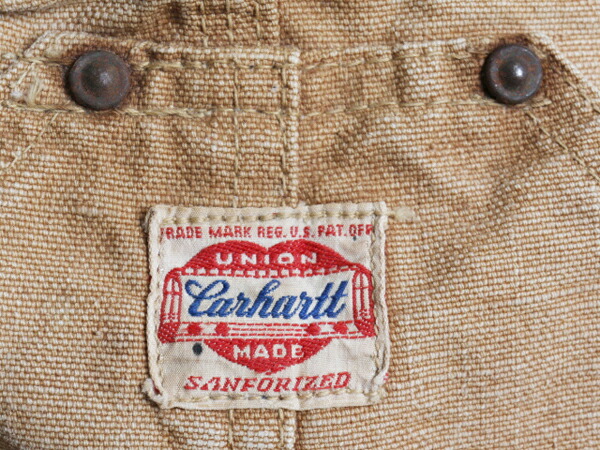 TRADE MARK REG. U.S. PAT. OFF
UNION
Carhartt
MADE
SANFORIZED